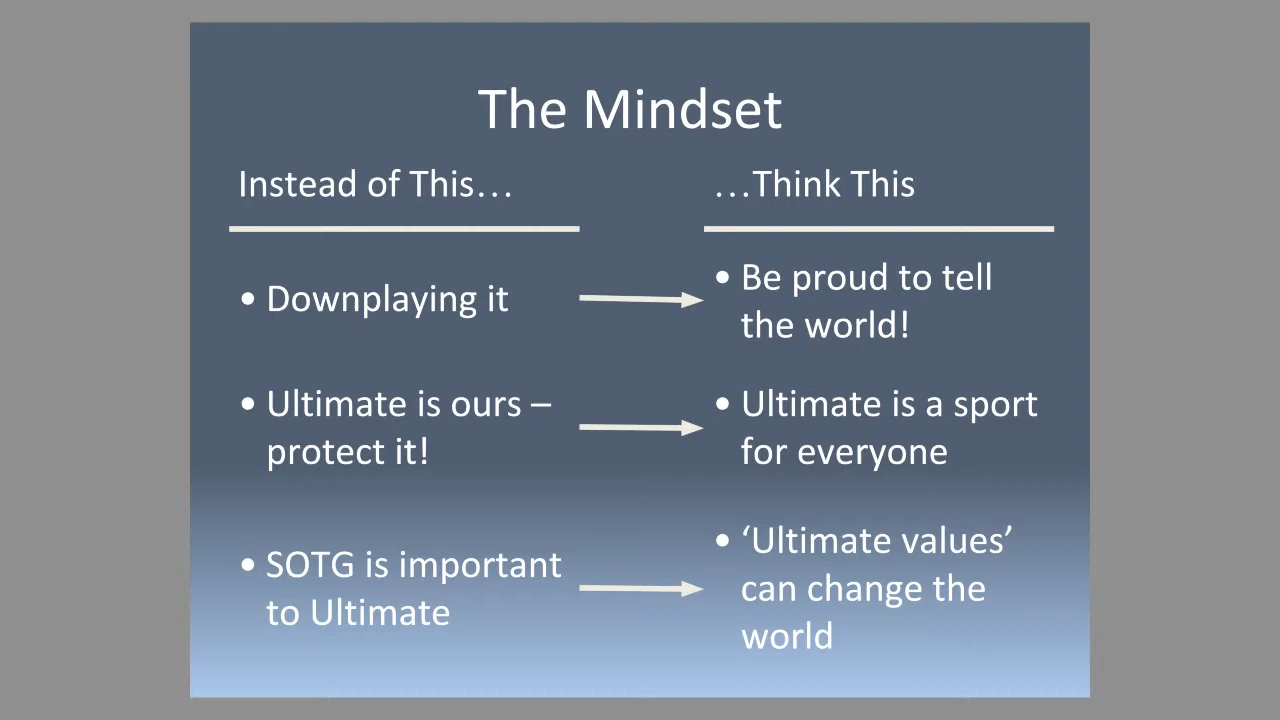 The Mindset
Instead of This…
…Think This
• Downplaying it
• Be proud to tell
the world!
• Ultimate is ours –
protect it!
• Ultimate is a sport
for everyone
• SOTG is important
to Ultimate
• ‘Ultimate values’
can change the
world